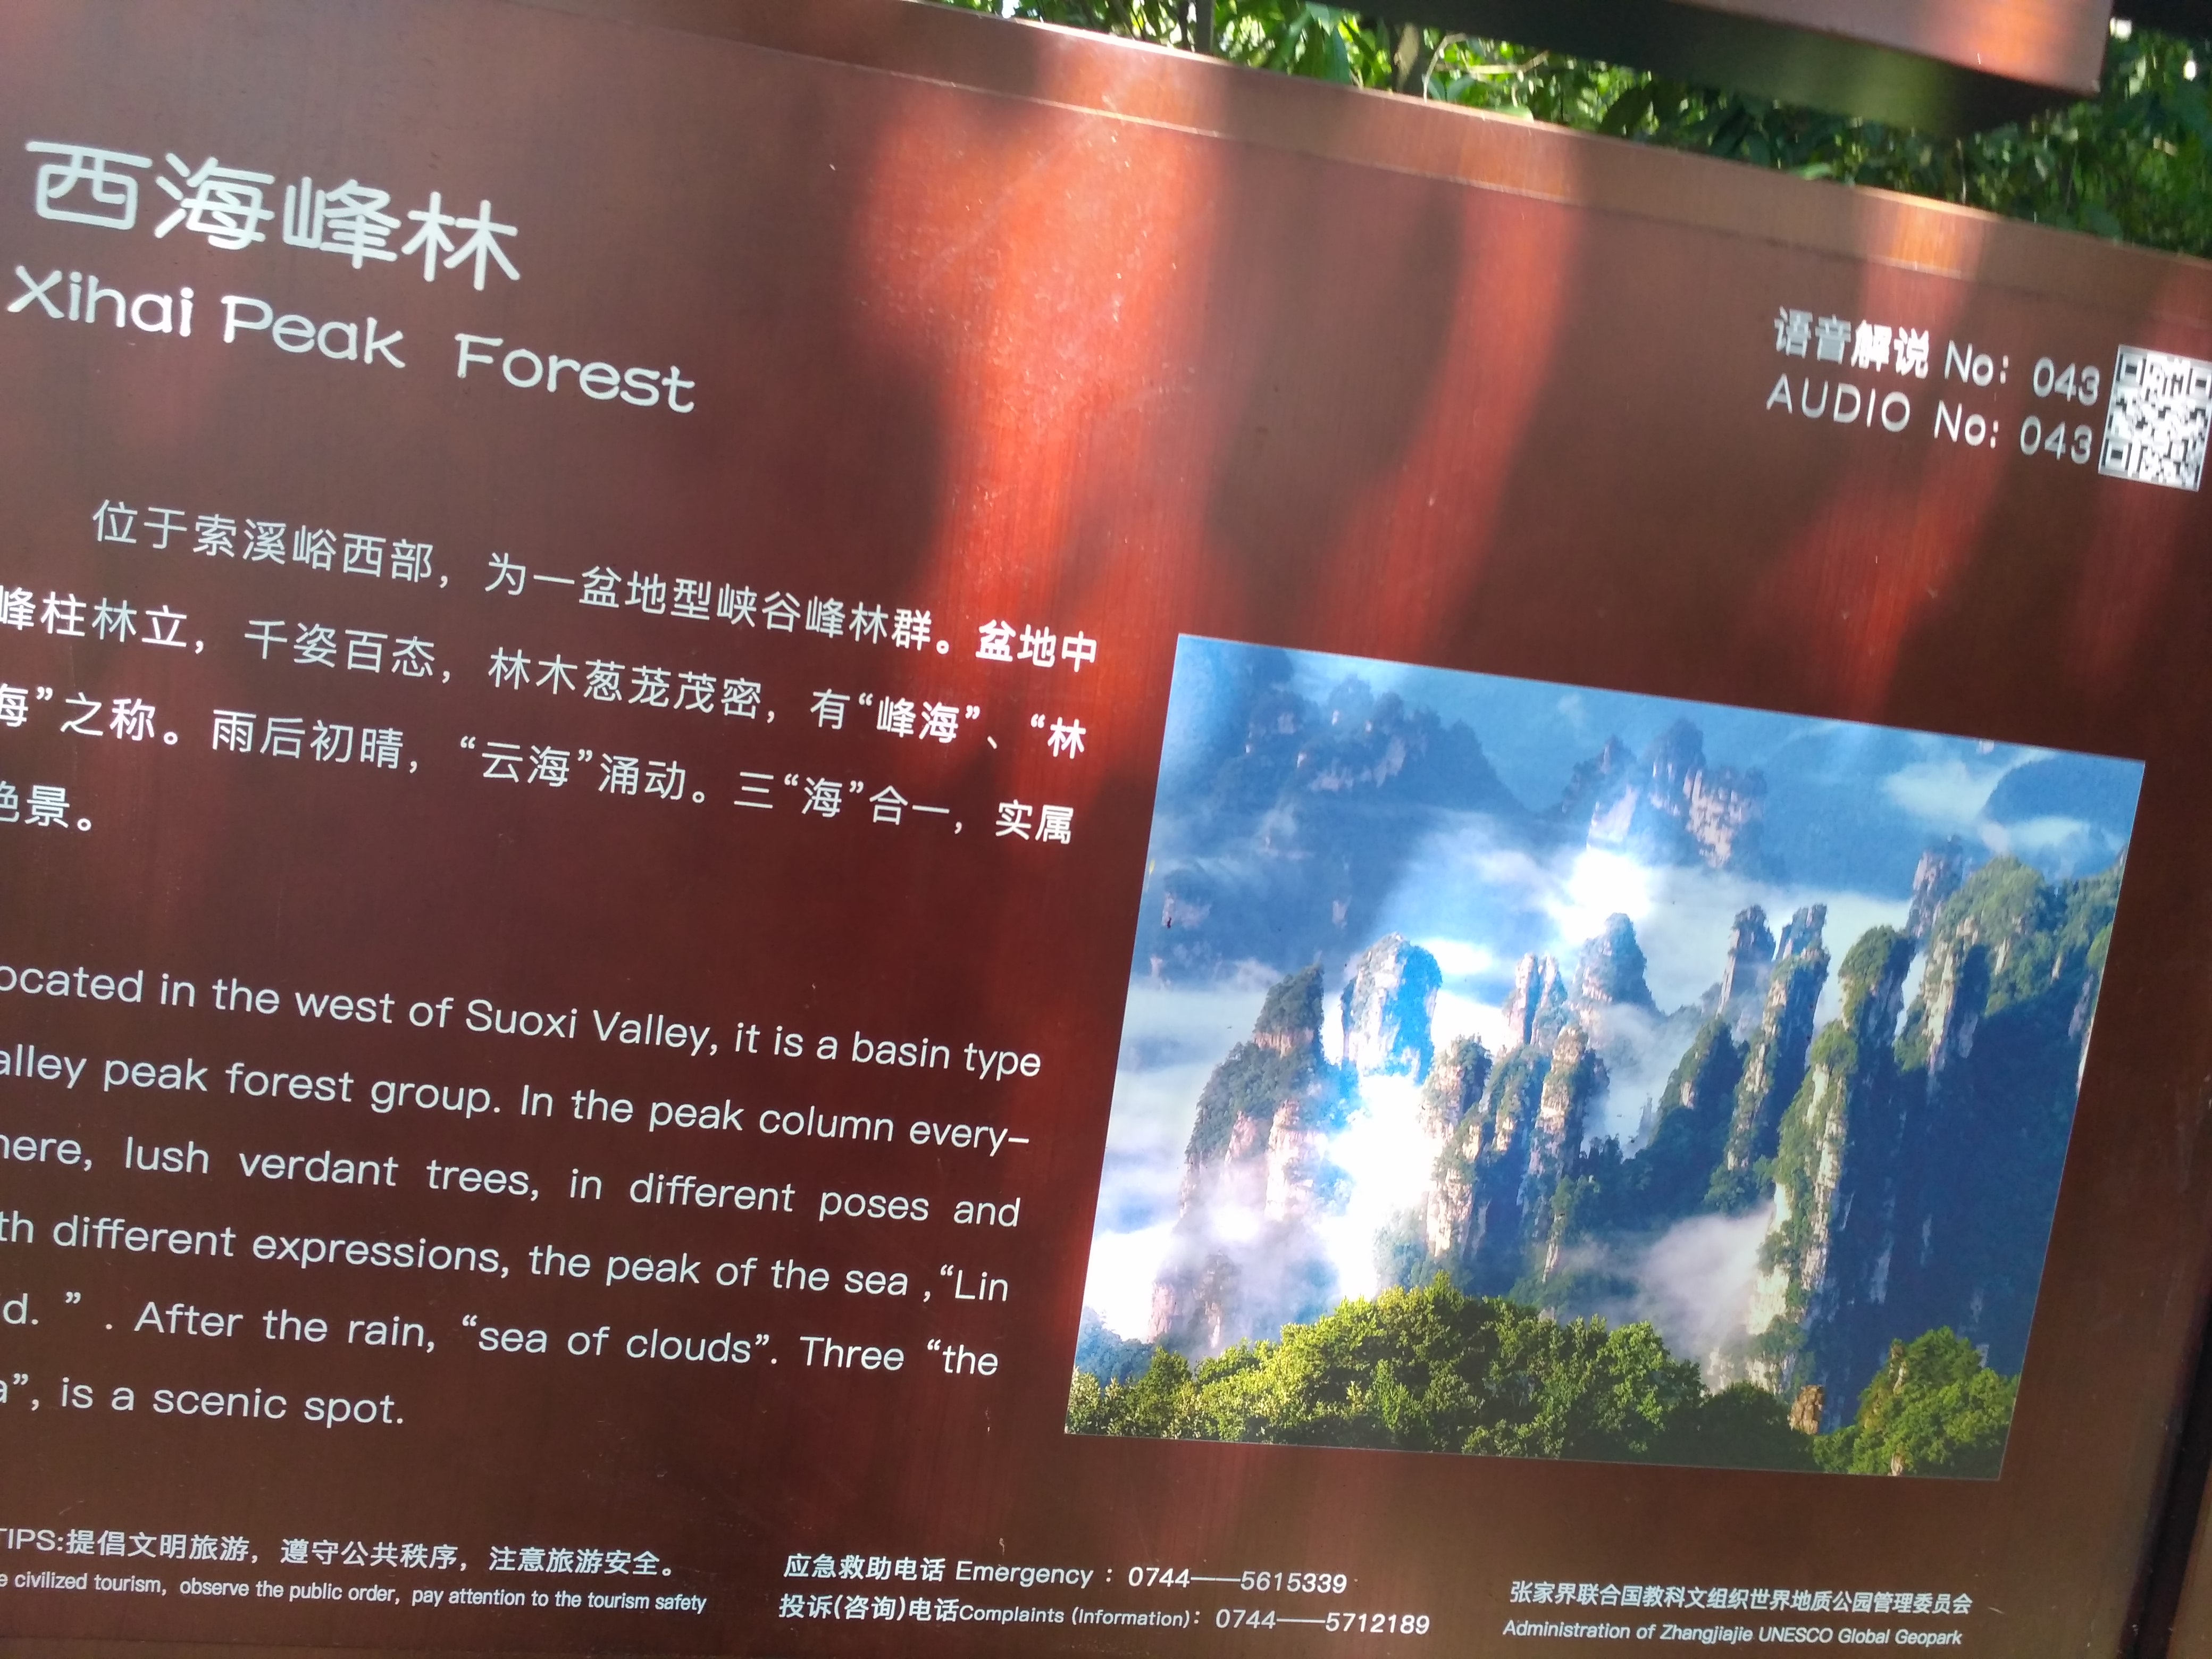 西海峰林
Xihai Peak Forest
语音解说 No: 043
AUDIO No: 043
位于索溪峪西部，为一盆地型峡谷峰林群。盆地中
峰柱林立，千姿百态，林木葱茏茂密，有“峰海”、“林
海”之称。雨后初晴，“云海”涌动。三“海”合一，实属
景。
in the west of Suoxi Valley, it is a basin type
peak forest group. In the peak column every–
lush verdant trees, in different poses and
different expressions, the peak of the sea ,“Lin
d. ” . After the rain, “sea of clouds”. Three “the
a”, is a scenic spot.
TIPS:提倡文明旅游，遵守公共秩序，注意旅游安全。
civilized tourism, observe the public order, pay attention to the tourism safety
应急救助电话 Emergency : 0744——5615339
投诉(咨询)电话Complaints (Information): 0744——5712189
张家界联合国教科文组织世界地质公园管理委员会
Administration of Zhangjiajie UNESCO Global Geopark